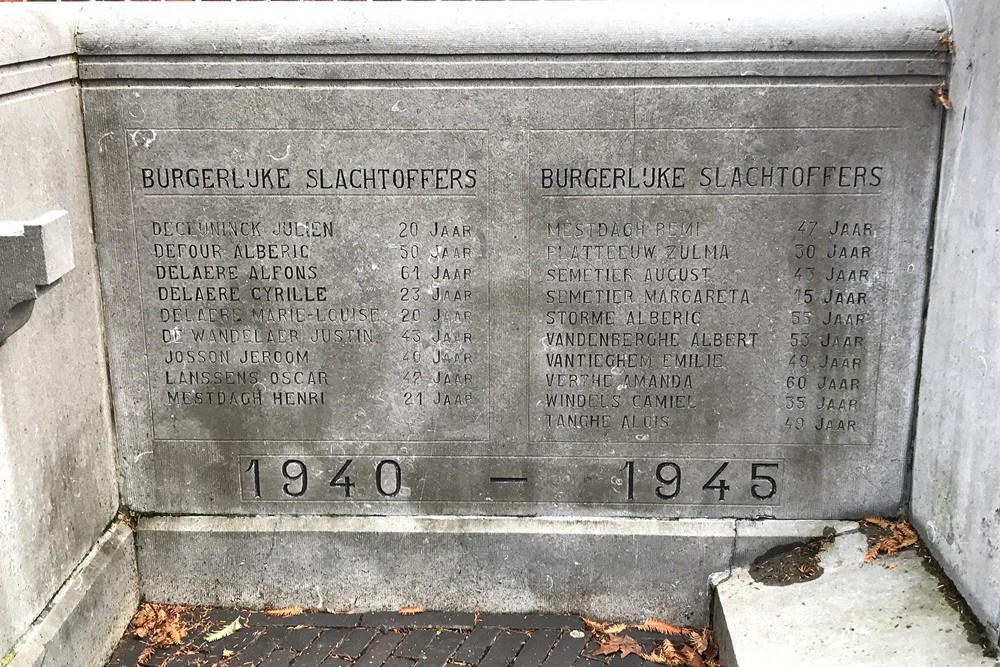 BURGERLIJKE SLACHTOFFERS
DECEUNINCK JULIEN 20 JAAR
DEFOUR ALBERIC 50 JAAR
DELAERE ALFONS 61 JAAR
DELAERE CYRILLE 23 JAAR
DELAERE MARIE-LOUISE 20 JAAR
DE WANDELAER JUSTIN 43 JAAR
JOSSON JEROOM 40 JAAR
LANSSENS OSCAR 42 JAAR
MESTDAGH HENRI 21 JAAR
BURGERLIJKE SLACHTOFFERS
MESTDAGH REMI 47 JAAR
PLATTEEUW ZULMA 30 JAAR
SEMETIER AUGUST 43 JAAR
SEMETIER MARGARETA 15 JAAR
STORME ALBERIC JAAR
VANDENBERGHE ALBERT 53 JAAR
VANTIEGHEM EMILIE 49 JAAR
VERTHE AMANDA 60 JAAR
WINDELS CAMIEL 35 JAAR
TANGHE ALOIS 49 JAAR
1940 — 1945